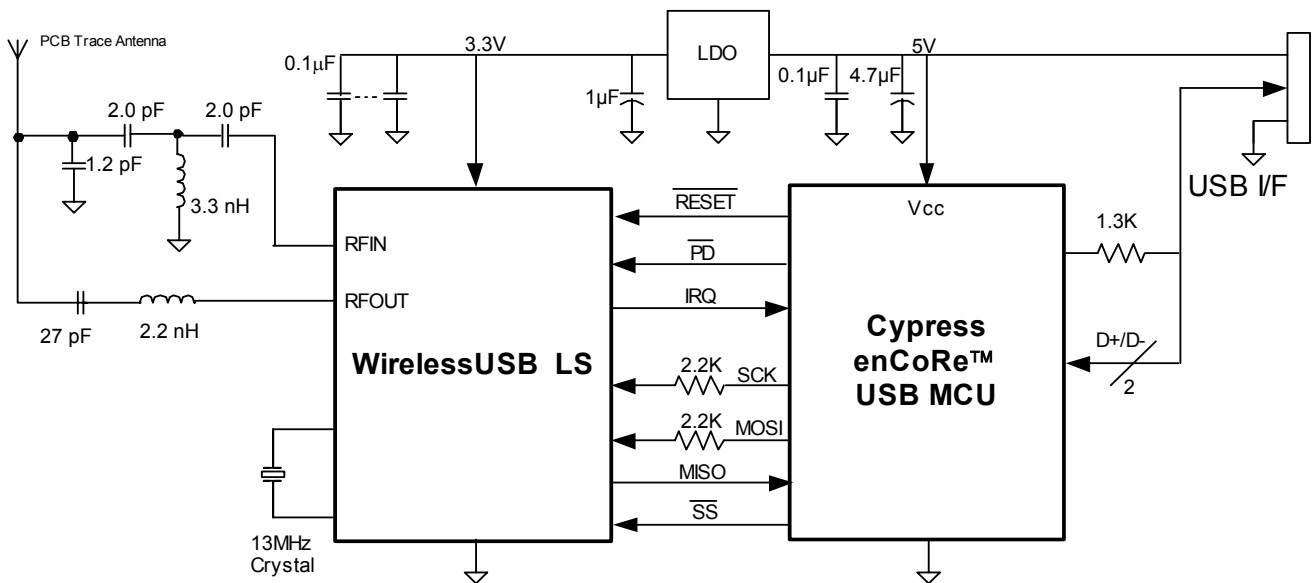 PCB Trace Antenna
3.3V
LDO
5V
0.1µF
1µF
0.1µF
4.7µF
2.0 pF
2.0 pF
1.2 pF
3.3 nH
USB I/F
RESET
Vcc
1.3K
RFIN
PD
RFOUT
IRQ
27 pF
2.2 nH
WirelessUSB LS
Cypress
enCoRe™
USB MCU
D+/D-
2
2.2K
SCK
2.2K
MOSI
MISO
SS
13MHz
Crystal